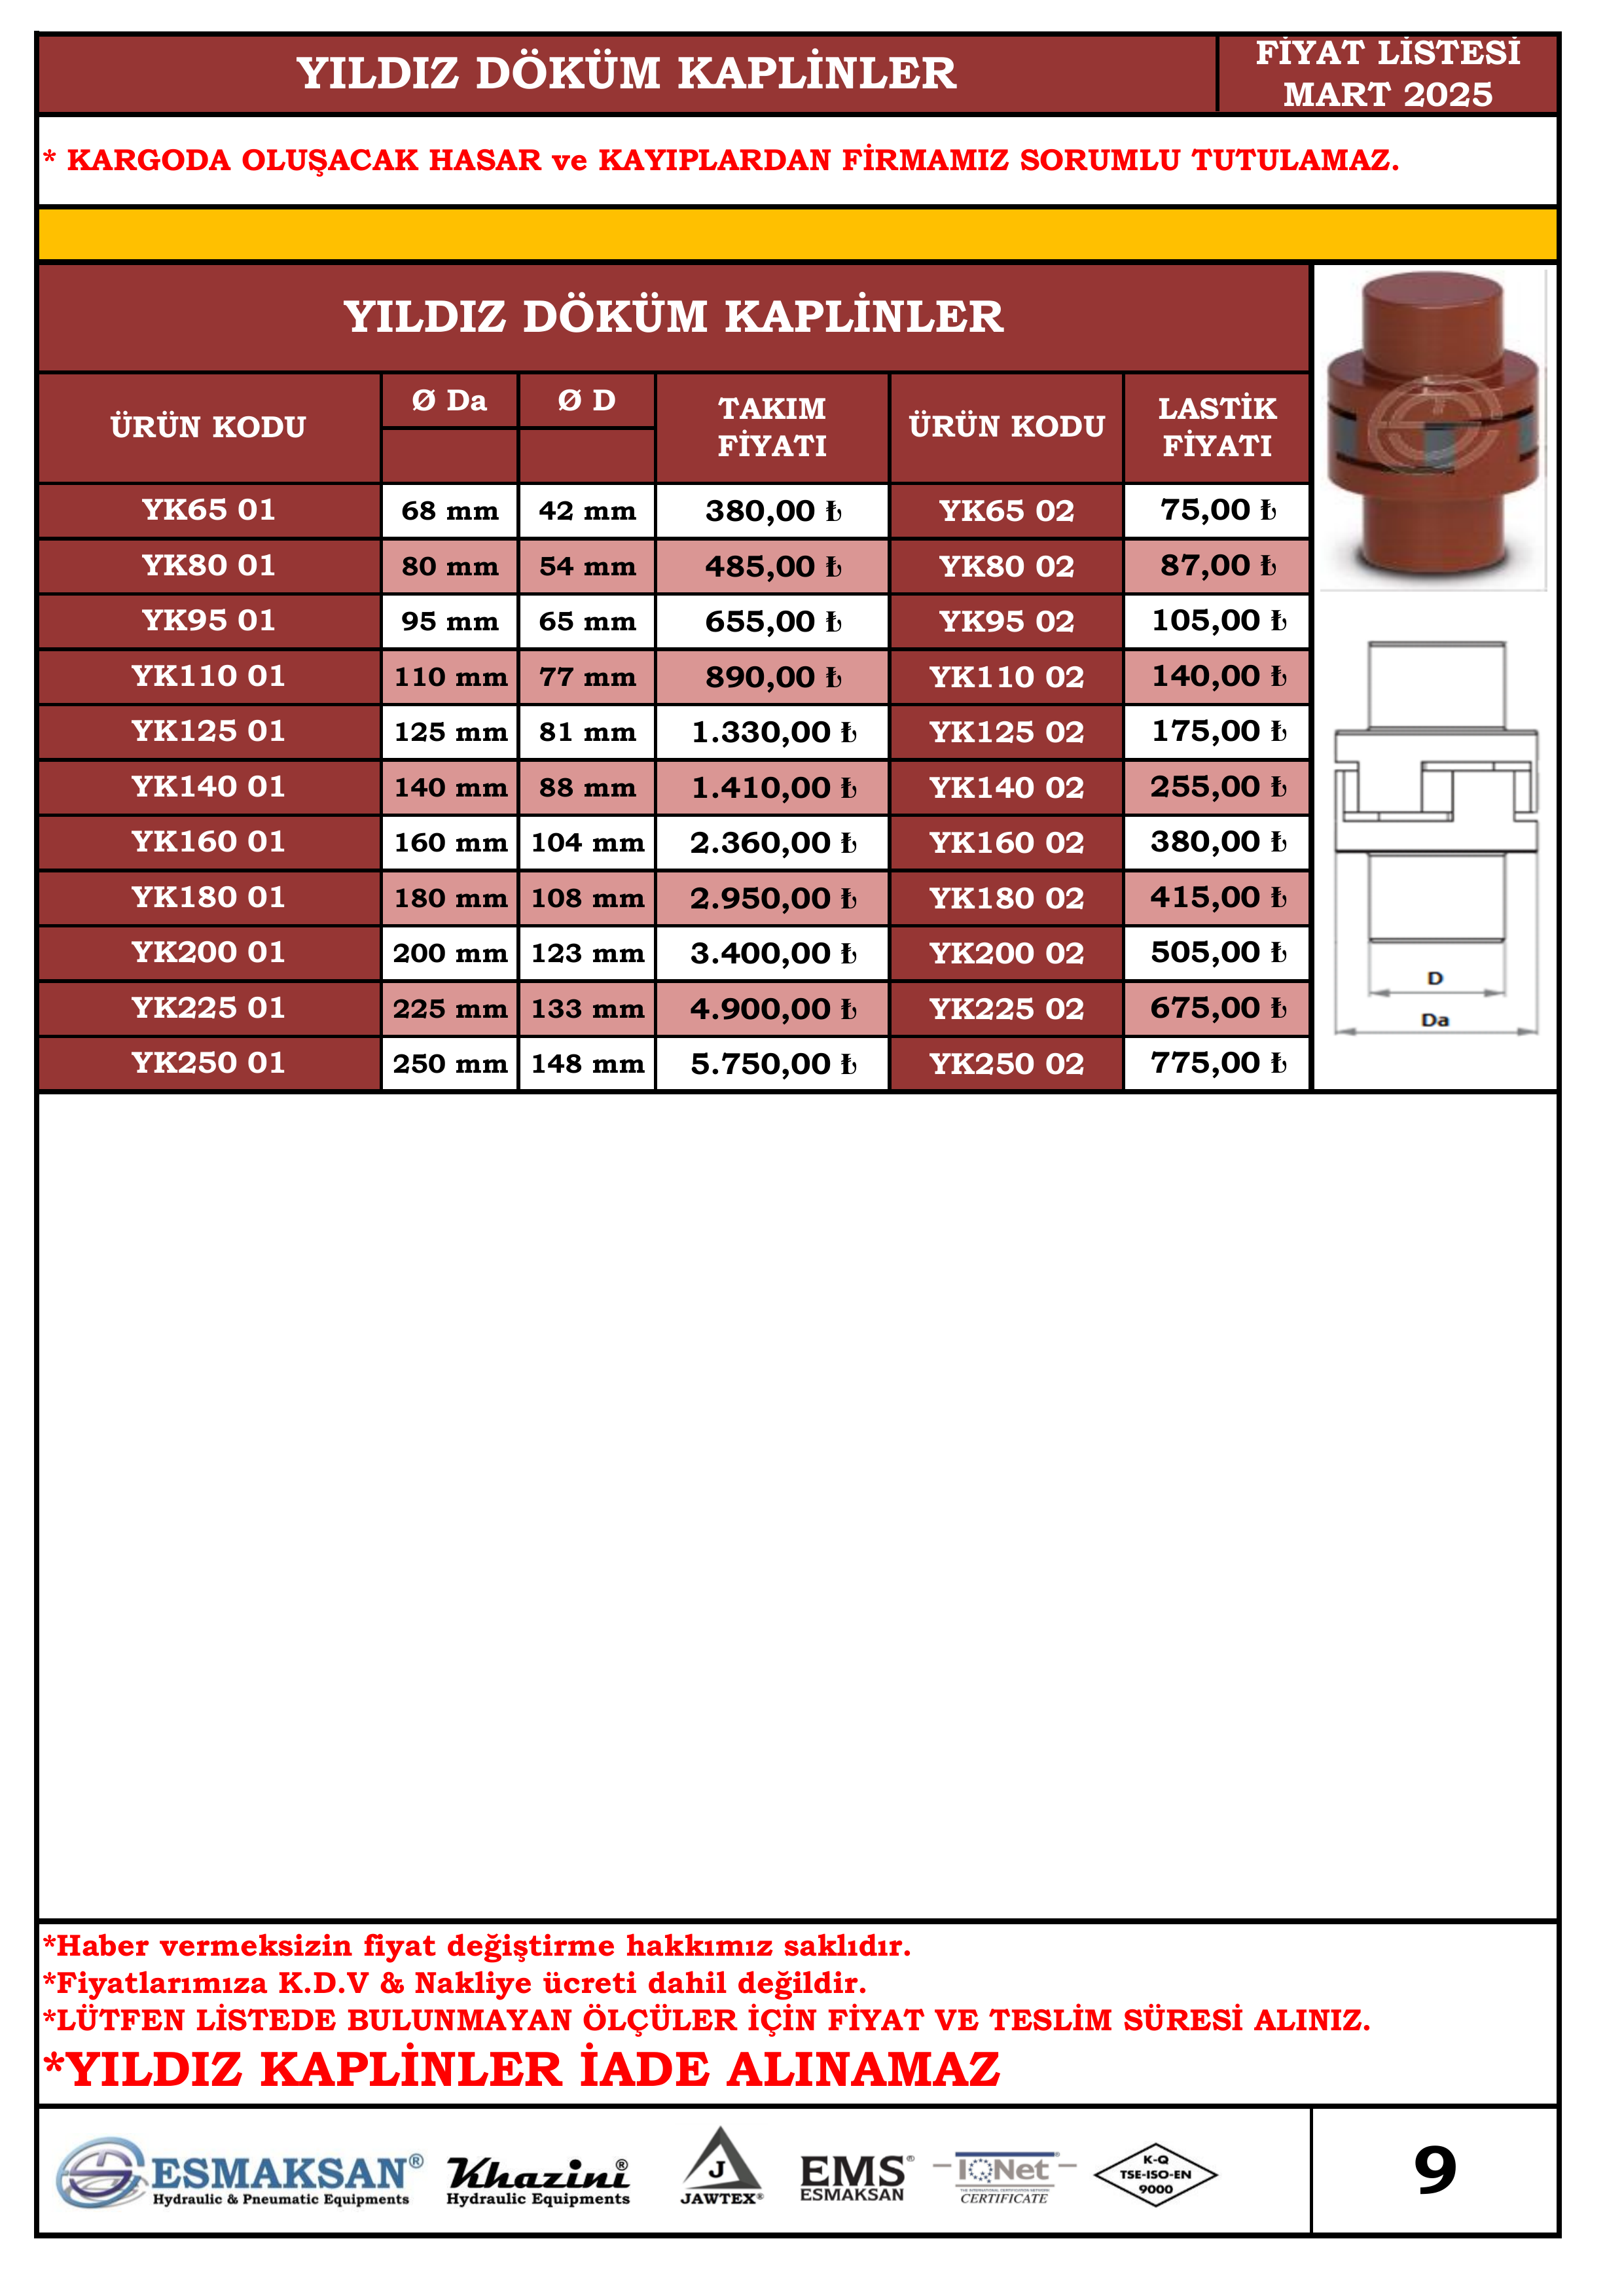 YILDIZ DÖKÜM KAPLİNLER
FİYAT LİSTESİ
MART 2025
* KARGODA OLUŞACAK HASAR ve KAYIPLARDAN FİRMAMIZ SORUMLU TUTULAMAZ.
YILDIZ DÖKÜM KAPLİNLER
ÜRÜN KODU Ø Da Ø D TAKIM FİYATI ÜRÜN KODU LASTİK FİYATI
YK65 01 68 mm 42 mm 380,00 ₺ YK65 02 75,00 ₺
YK80 01 80 mm 54 mm 485,00 ₺ YK80 02 87,00 ₺
YK95 01 95 mm 65 mm 655,00 ₺ YK95 02 105,00 ₺
YK110 01 110 mm 77 mm 890,00 ₺ YK110 02 140,00 ₺
YK125 01 125 mm 81 mm 1.330,00 ₺ YK125 02 175,00 ₺
YK140 01 140 mm 88 mm 1.410,00 ₺ YK140 02 255,00 ₺
YK160 01 160 mm 104 mm 2.360,00 ₺ YK160 02 380,00 ₺
YK180 01 180 mm 108 mm 2.950,00 ₺ YK180 02 415,00 ₺
YK200 01 200 mm 123 mm 3.400,00 ₺ YK200 02 505,00 ₺
YK225 01 225 mm 133 mm 4.900,00 ₺ YK225 02 675,00 ₺
YK250 01 250 mm 148 mm 5.750,00 ₺ YK250 02 775,00 ₺
D
Da
*Haber vermeksizin fiyat değiştirme hakkımız saklıdır.
*Fiyatlarımıza K.D.V & Nakliye ücreti dahil değildir.
*LÜTFEN LİSTEDE BULUNMAYAN ÖLÇÜLER İÇİN FİYAT VE TESLİM SÜRESİ ALINIZ.
*YILDIZ KAPLİNLER İADE ALINAMAZ
ESMAKSAN®
Hydraulic & Pneumatic Equipments
Khazini®
Hydraulic Equipments
J
JAWTEX®
EMS®
ESMAKSAN
IQNet®
CERTIFICATE
K-Q
TSE-ISO-EN
9000
9